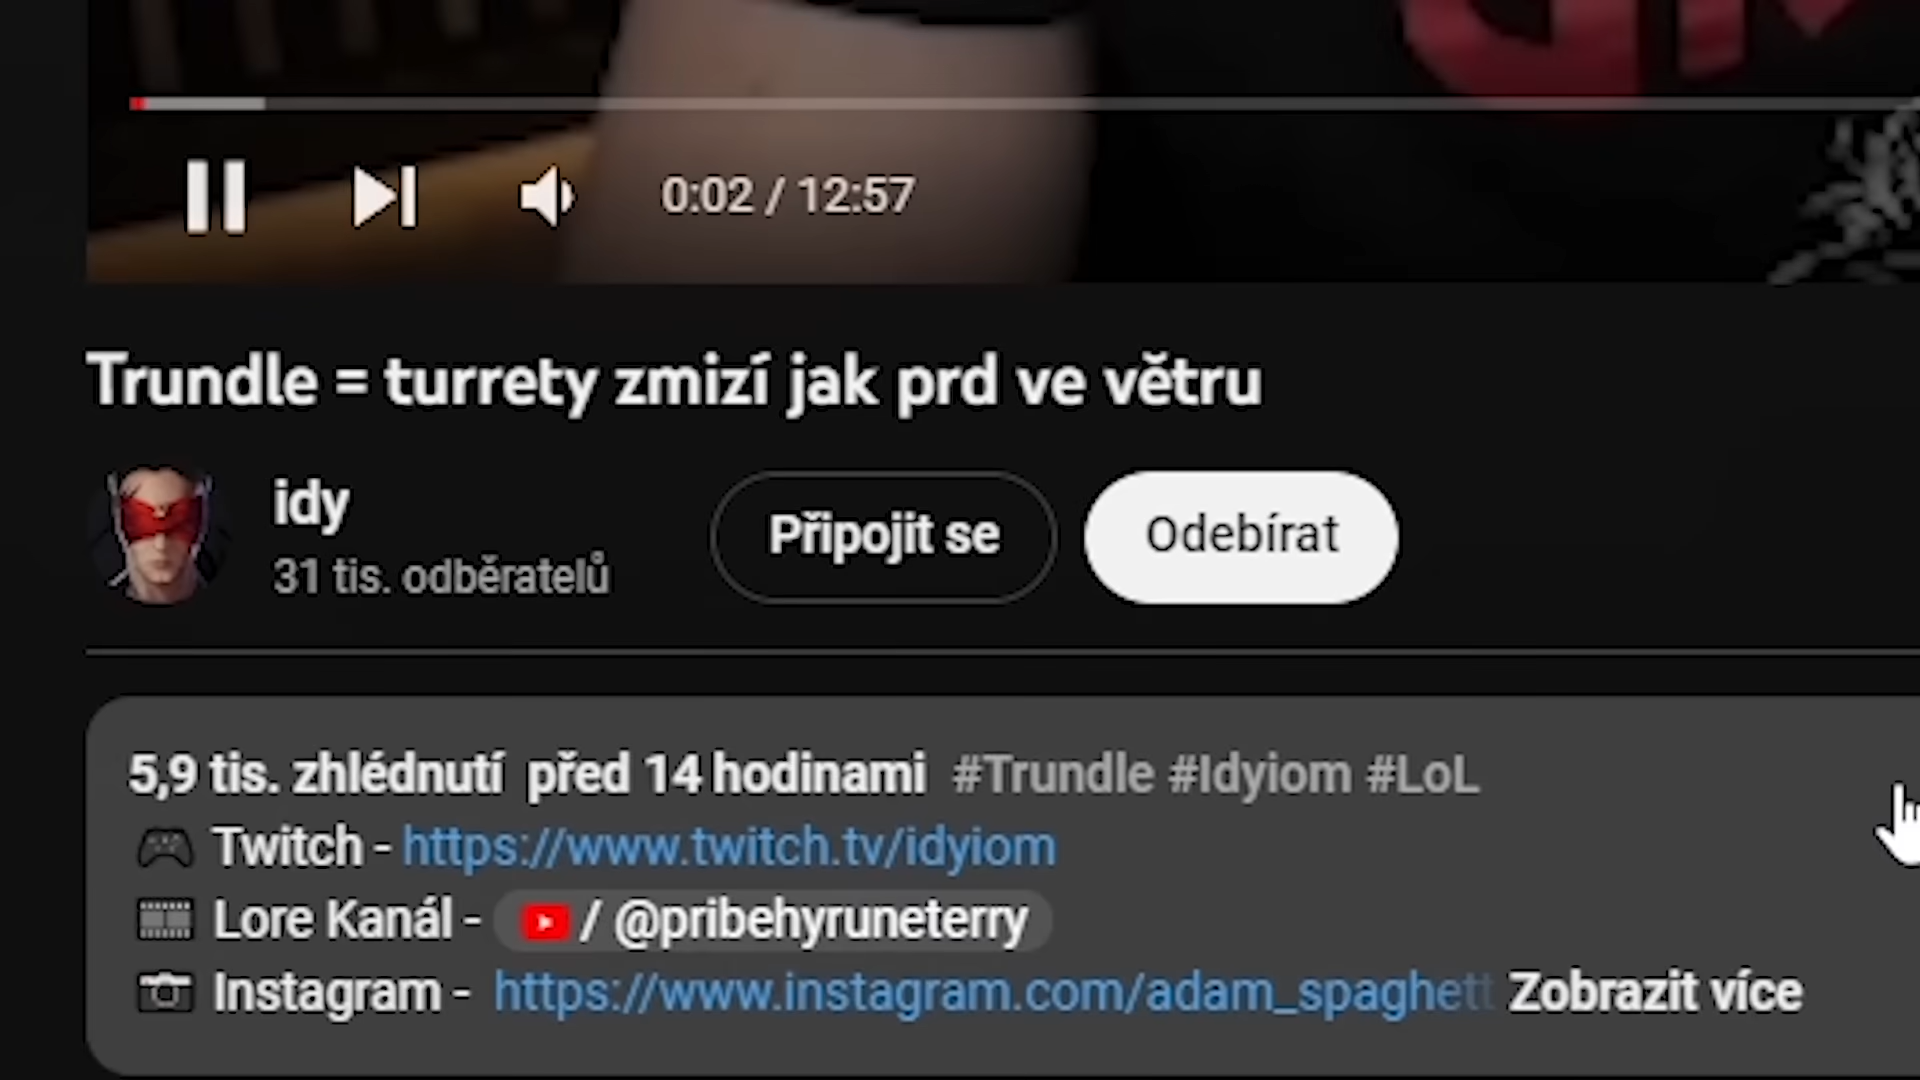 0:02 / 12:57
Trundle = turrety zmizí jak prd ve větru
idy
31 tis. odběratelů
Připojit se
Odebírat
5,9 tis. zhlédnutí před 14 hodinami #Trundle #Idyiom #LoL
Twitch - https://www.twitch.tv/idyiom
Lore Kanál - / @pribehyruneterry
Instagram - https://www.instagram.com/adam_spaghett Zobrazit více